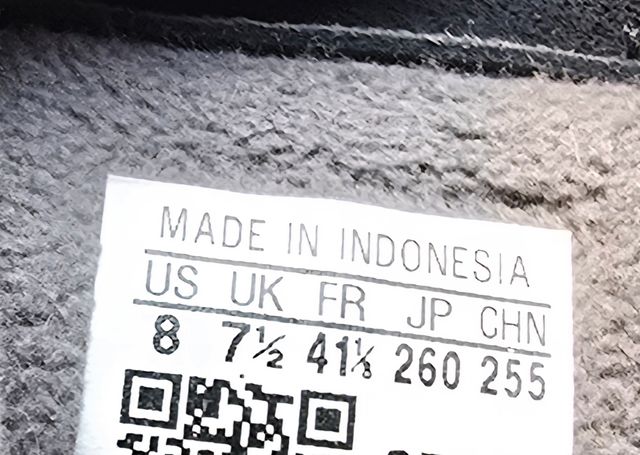 MADE IN INDONESIA
US UK FR JP CHN
8 7½ 41⅓ 260 255